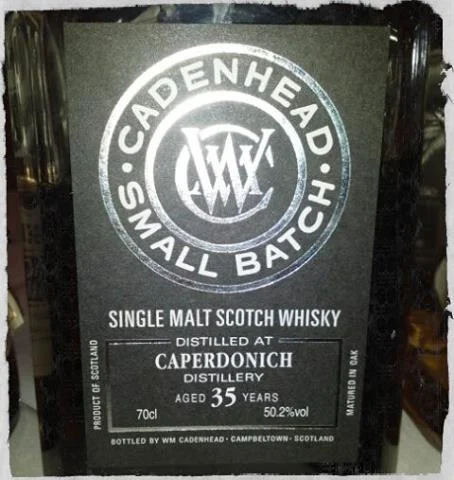 CADENHEAD
WC
SMALL BATCH
SINGLE MALT SCOTCH WHISKY
DISTILLED AT
CAPERDONICH
DISTILLERY
AGED 35 YEARS
70cl 50.2%vol
PRODUCT OF SCOTLAND
MATURED IN OAK
BOTTLED BY WM CADENHEAD · CAMPBELTOWN · SCOTLAND